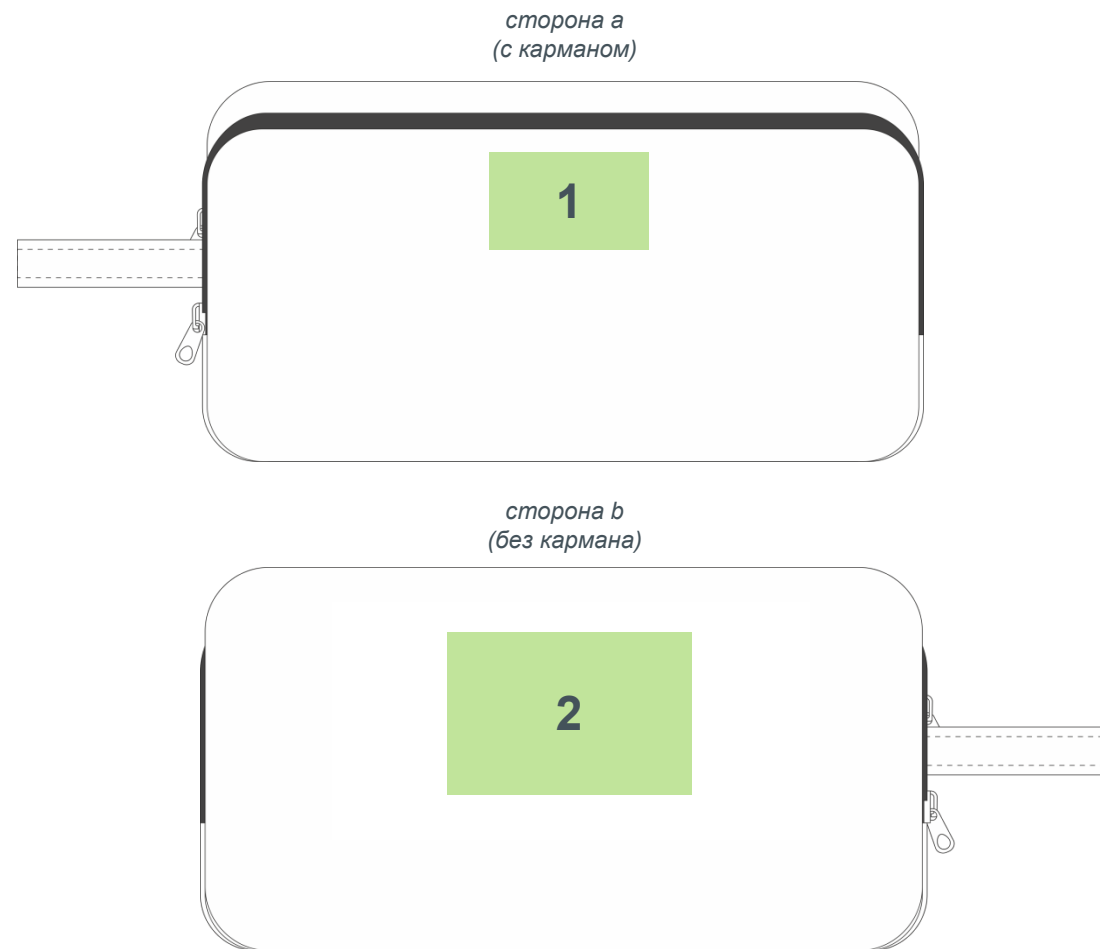 сторона a
(с карманом)
1
сторона b
(без кармана)
2